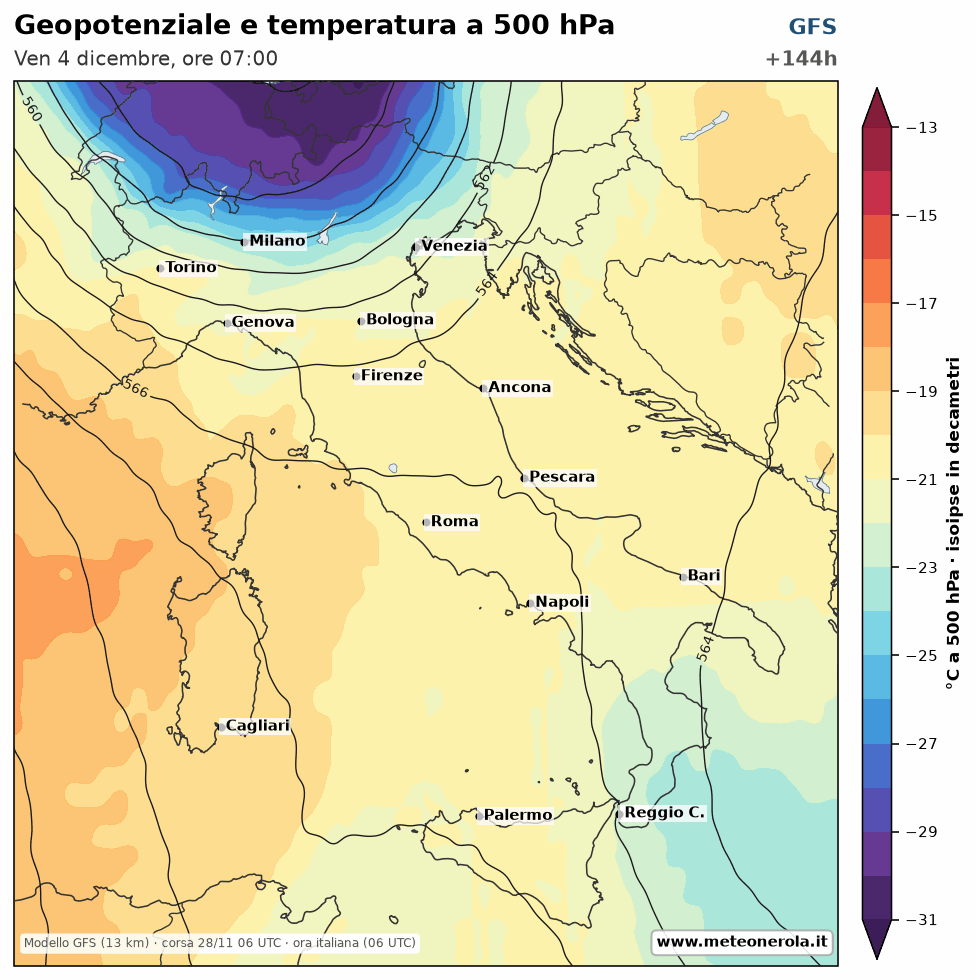 Geopotenziale e temperatura a 500 hPa
GFS
Ven 4 dicembre, ore 07:00
+144h
560
562
564
566
564
Milano
Venezia
Torino
Genova
Bologna
Firenze
Ancona
Pescara
Roma
Bari
Napoli
Cagliari
Palermo
Reggio C.
−13
−15
−17
−19
−21
−23
−25
−27
−29
−31
°C a 500 hPa · isoipse in decametri
Modello GFS (13 km) · corsa 28/11 06 UTC · ora italiana (06 UTC)
www.meteonerola.it